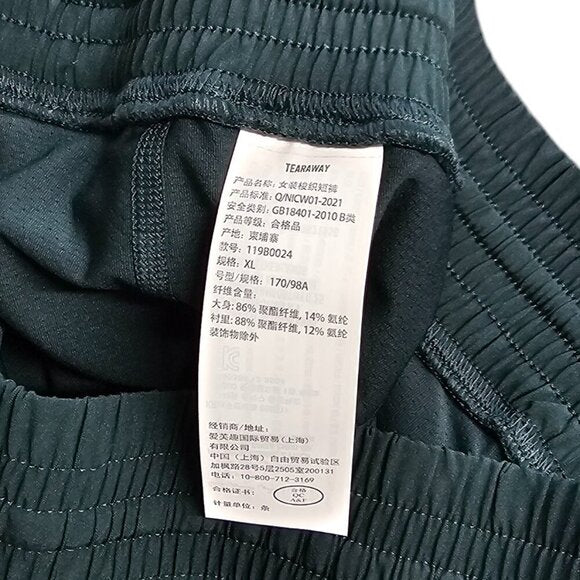 TEARAWAY
产品名称: 女装梭织短裤
产品标准: Q/NICW01-2021
安全类别: GB18401-2010 B类
产品等级: 合格品
产地: 柬埔寨
款号: 119B0024
规格: XL
号型/规格: 170/98A
纤维含量:
大身: 86% 聚酯纤维, 14% 氨纶
衬里: 88% 聚酯纤维, 12% 氨纶
装饰物除外
经销商/地址:
爱芙趣国际贸易(上海)
有限公司
中国(上海)自由贸易试验区
加枫路24号5层2505室200131
电话: 10-800-712-3169
合格证书:
合格
QC
A&F
计量单位: 条